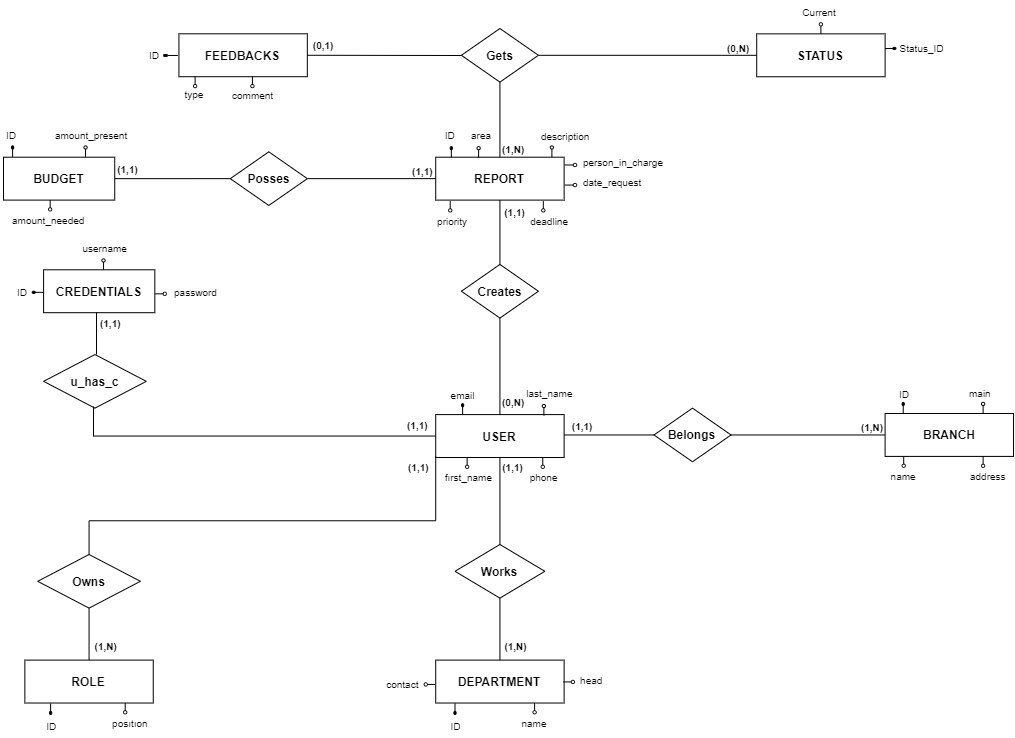 Current
ID
FEEDBACKS
(0,1)
Gets
(0,N)
STATUS
Status_ID
type
comment
ID
amount_present
ID
area
description
(1,N)
person_in_charge
BUDGET
(1,1)
Posses
(1,1)
REPORT
date_request
amount_needed
priority
(1,1)
deadline
username
ID
CREDENTIALS
password
Creates
(1,1)
u_has_c
email
(0,N)
last_name
ID
main
(1,1)
USER
(1,1)
Belongs
(1,N)
BRANCH
(1,1)
first_name
(1,1)
phone
name
address
Owns
Works
(1,N)
(1,N)
ROLE
contact
DEPARTMENT
head
ID
position
ID
name